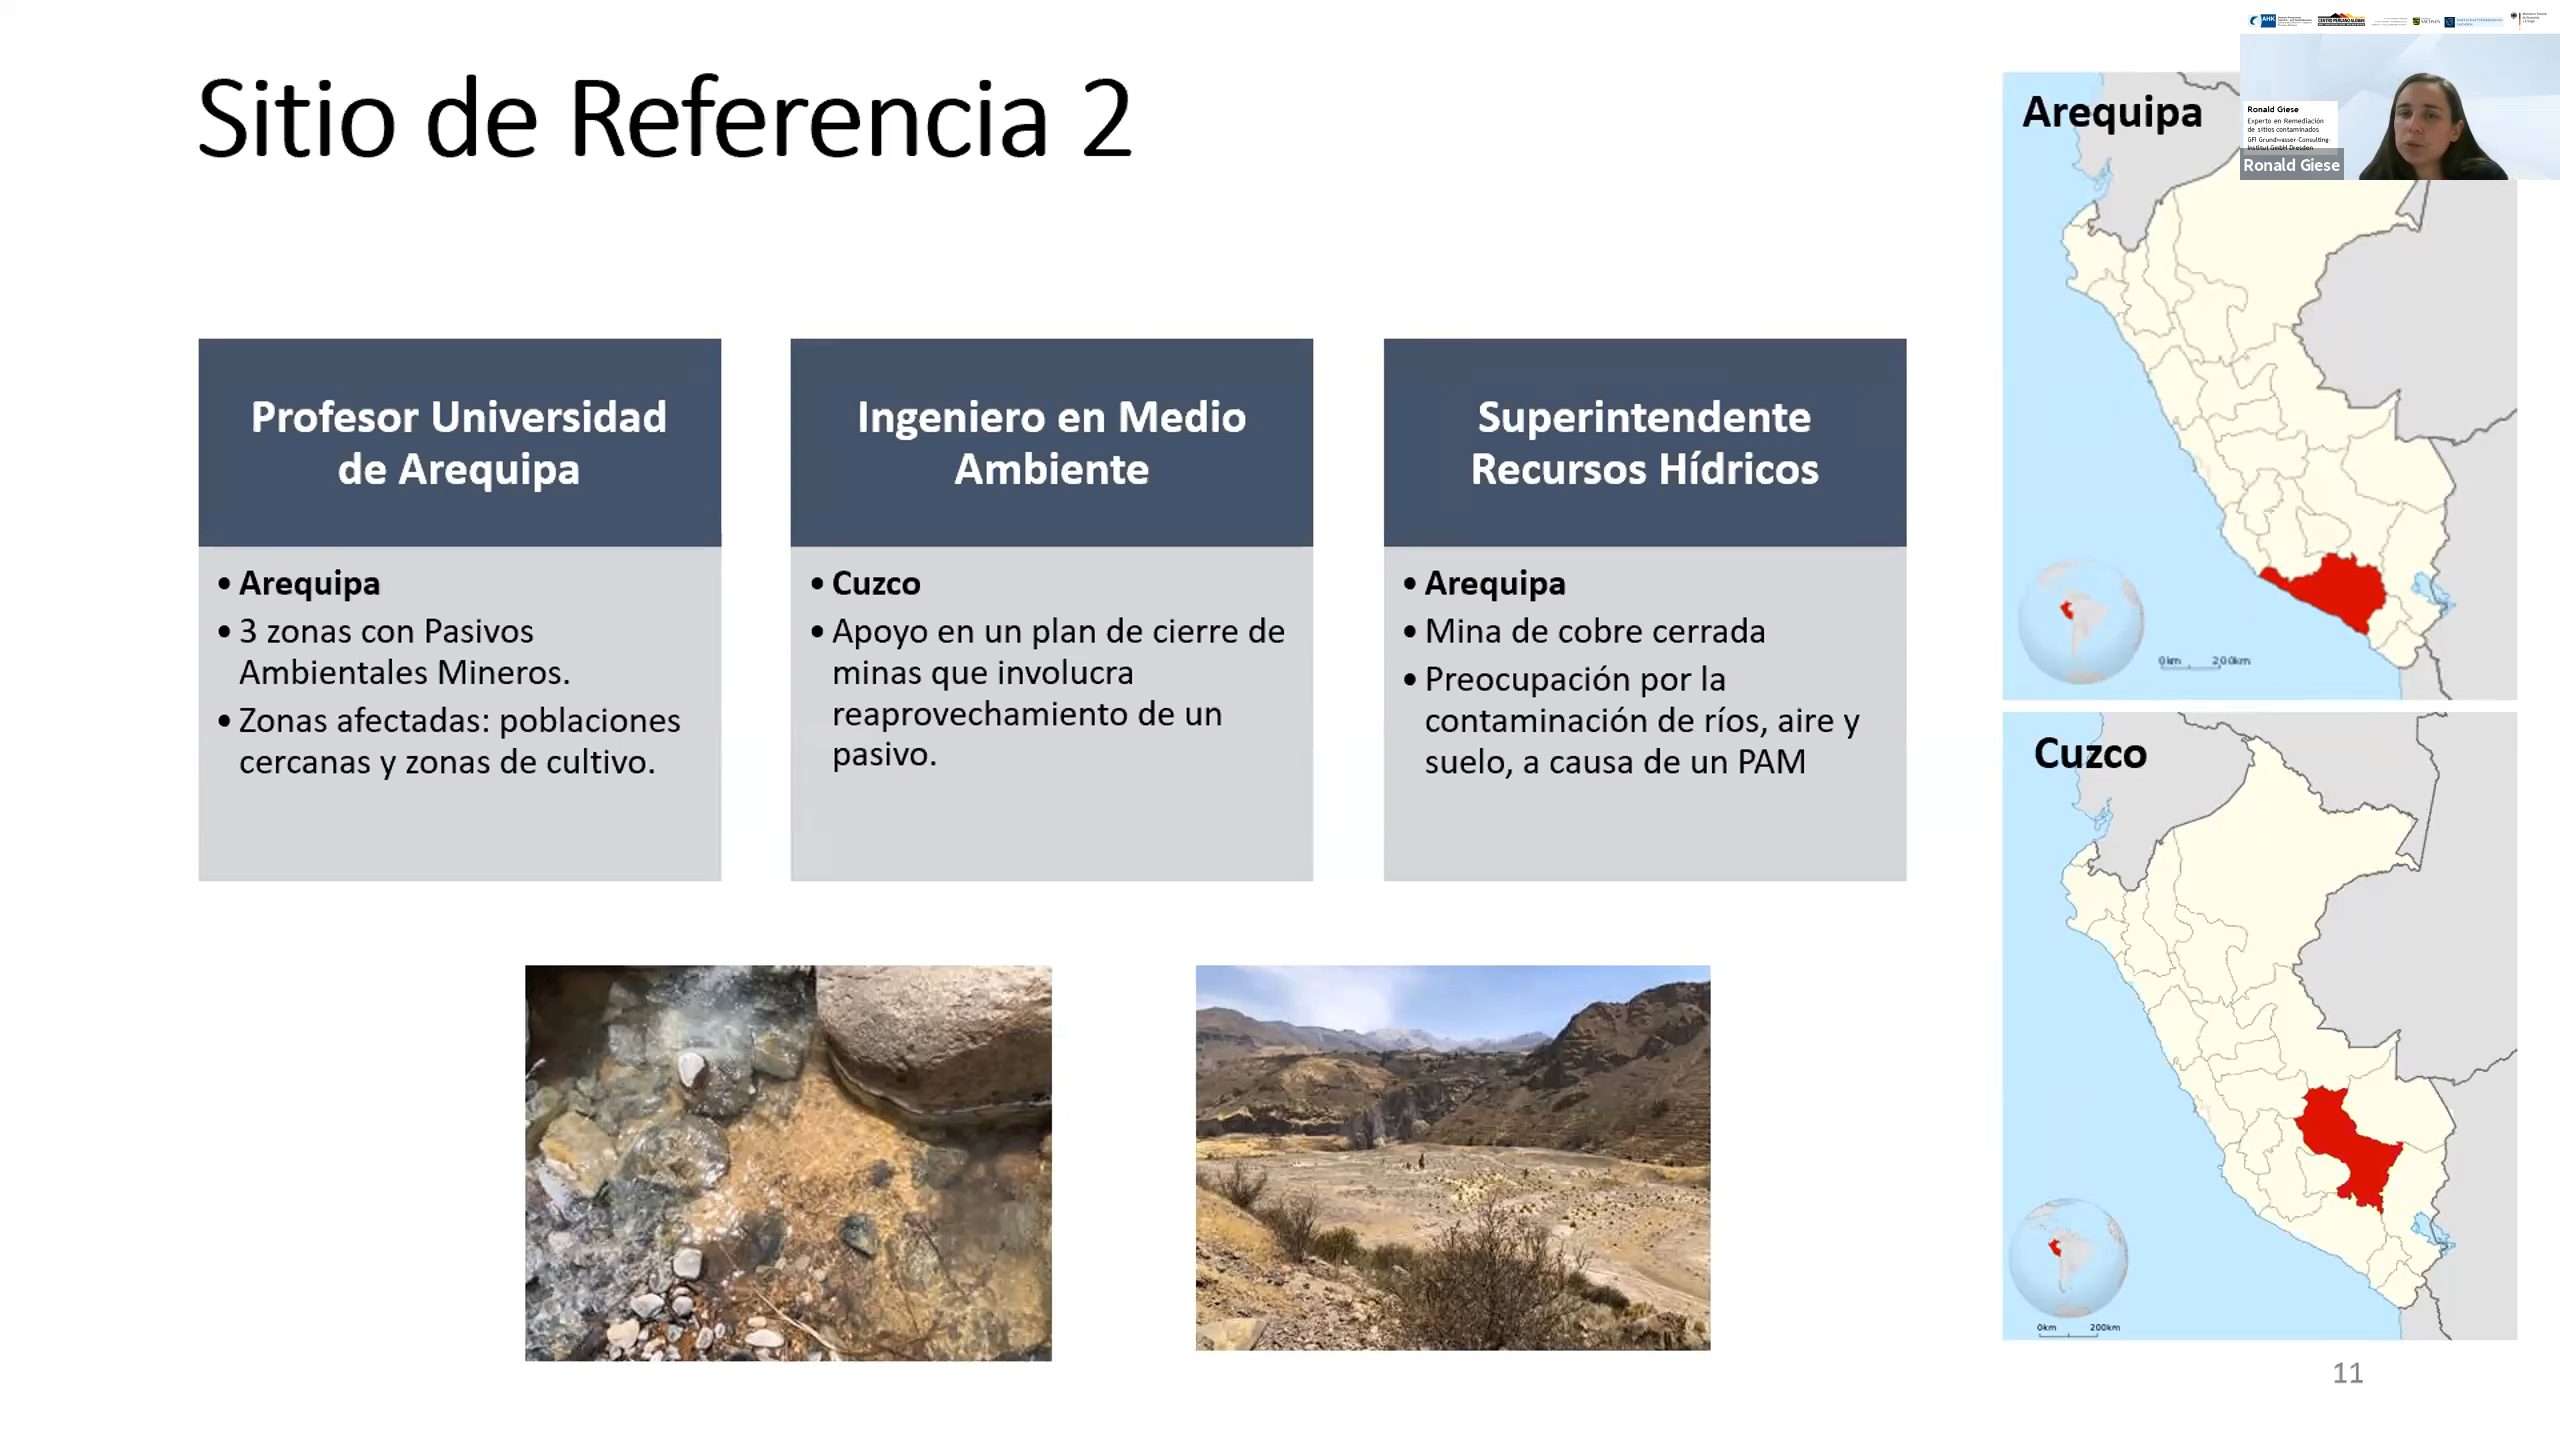 Sitio de Referencia 2
Profesor Universidad
de Arequipa
• Arequipa
• 3 zonas con Pasivos
Ambientales Mineros.
• Zonas afectadas: poblaciones
cercanas y zonas de cultivo.
Ingeniero en Medio
Ambiente
• Cuzco
• Apoyo en un plan de cierre de
minas que involucra
reaprovechamiento de un
pasivo.
Superintendente
Recursos Hídricos
• Arequipa
• Mina de cobre cerrada
• Preocupación por la
contaminación de ríos, aire y
suelo, a causa de un PAM
AHK
Ronald Giese
Experto en Remediación
de sitios contaminados
GFI Grundwasser-Consulting-
Institut GmbH Dresden
Ronald Giese
Arequipa
0km 200km
Cuzco
0km 200km
11